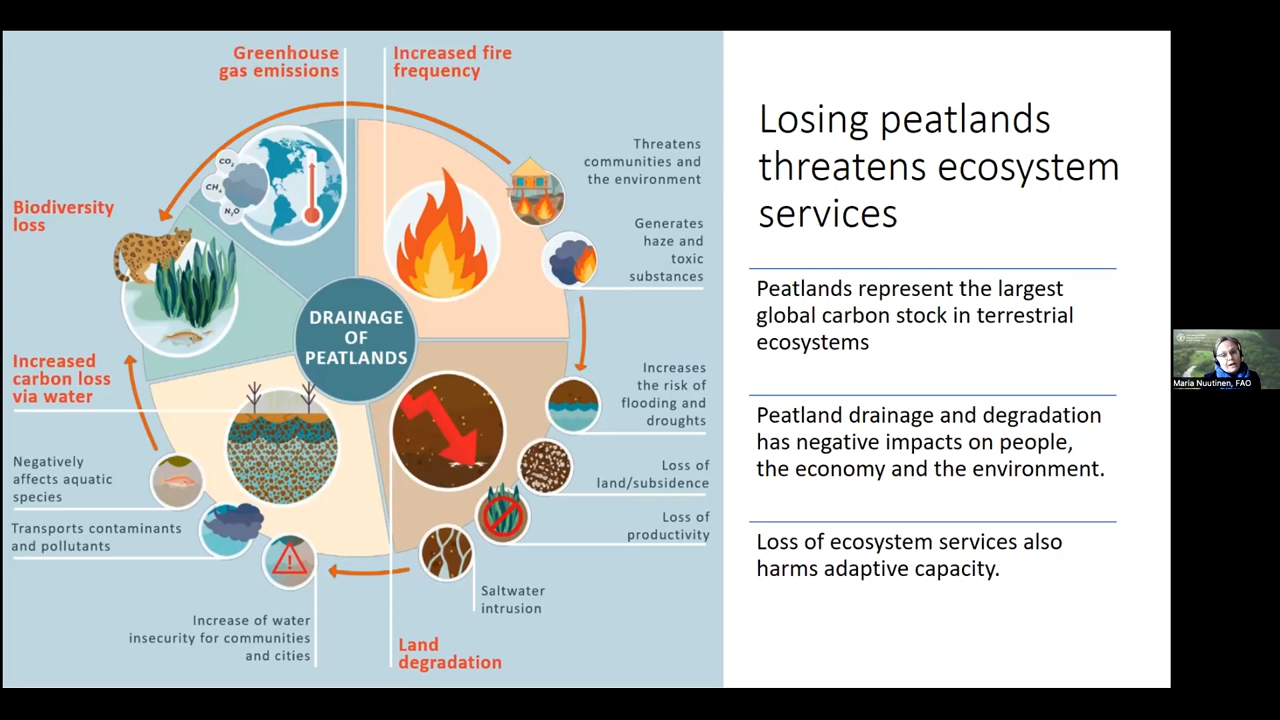 Greenhouse
gas emissions
Increased fire
frequency
Threatens
communities and
the environment
Generates
haze and
toxic
substances
CO₂
CH₄
N₂O
Biodiversity
loss
DRAINAGE
OF
PEATLANDS
Increased
carbon loss
via water
Increases
the risk of
flooding and
droughts
Loss of
land/subsidence
Loss of
productivity
Negatively
affects aquatic
species
Transports contaminants
and pollutants
!
Saltwater
intrusion
Increase of water
insecurity for communities
and cities
Land
degradation
Losing peatlands
threatens ecosystem
services
Peatlands represent the largest
global carbon stock in terrestrial
ecosystems
Peatland drainage and degradation
has negative impacts on people,
the economy and the environment.
Loss of ecosystem services also
harms adaptive capacity.
Maria Nuutinen, FAO